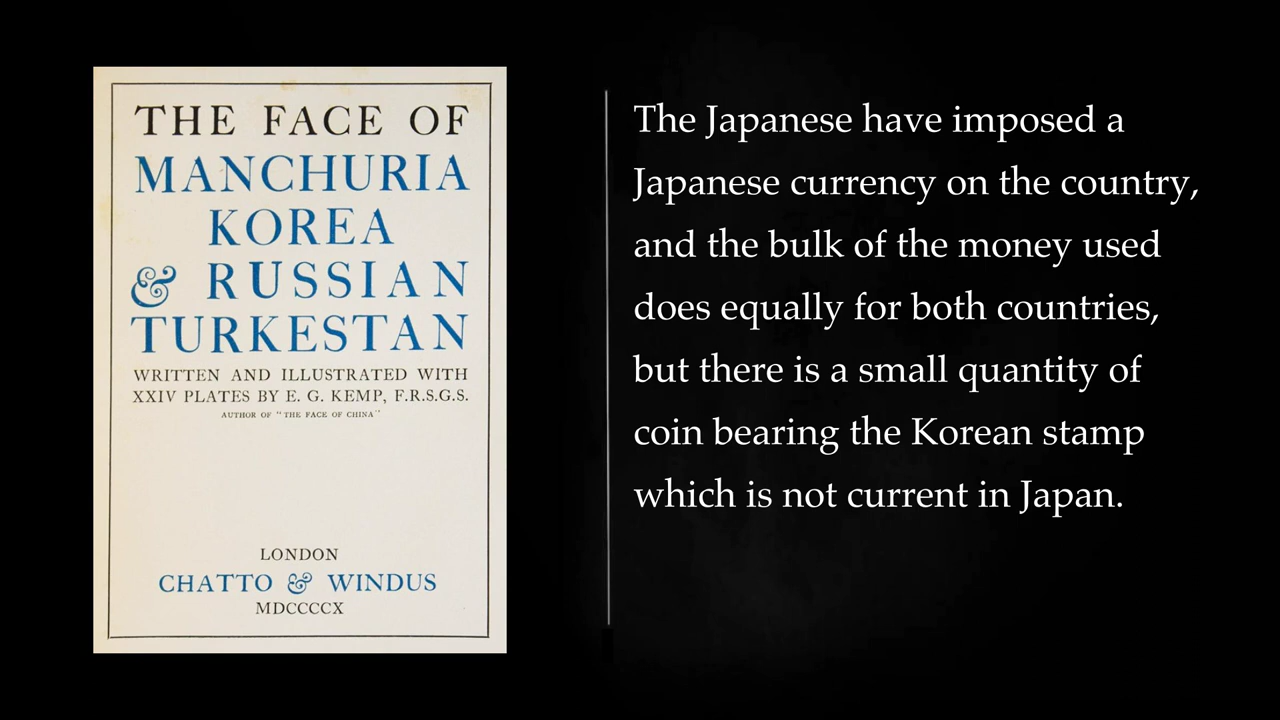 THE FACE OF
MANCHURIA
KOREA
& RUSSIAN
TURKESTAN
WRITTEN AND ILLUSTRATED WITH
XXIV PLATES BY E. G. KEMP, F.R.S.G.S.
AUTHOR OF "THE FACE OF CHINA"
LONDON
CHATTO & WINDUS
MDCCCCX
The Japanese have imposed a
Japanese currency on the country,
and the bulk of the money used
does equally for both countries,
but there is a small quantity of
coin bearing the Korean stamp
which is not current in Japan.